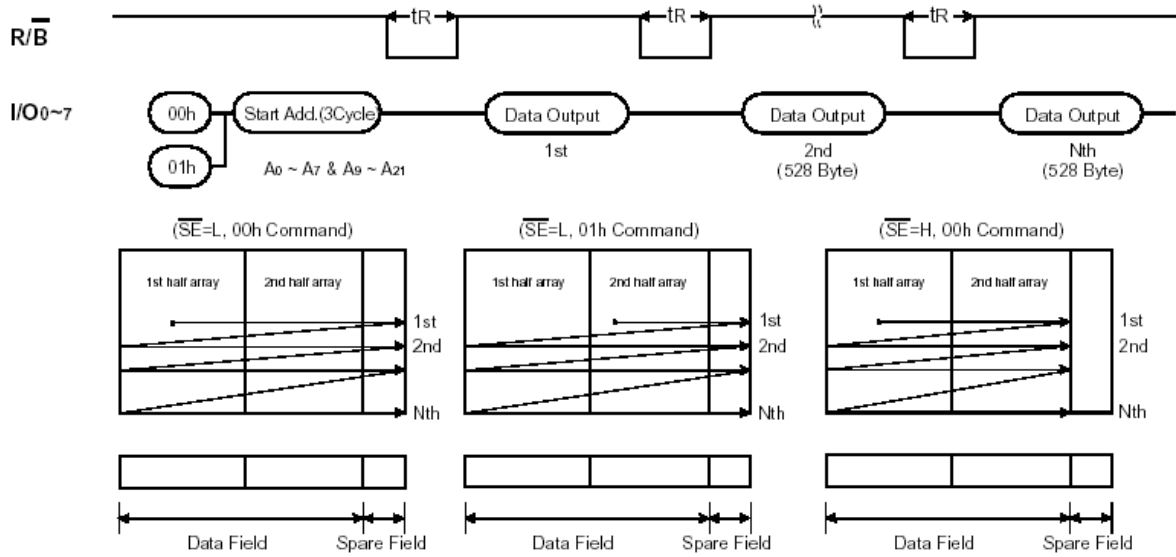 R/B
tR tR tR
I/O0~7
00h Start Add.(3Cycle) Data Output Data Output Data Output
01h
A0 ~ A7 & A9 ~ A21
1st 2nd Nth
(528 Byte) (528 Byte)
(SE=L, 00h Command) (SE=L, 01h Command) (SE=H, 00h Command)
1st half array 2nd half array 1st half array 2nd half array 1st half array 2nd half array
1st 1st 1st
2nd 2nd 2nd
Nth Nth Nth
Data Field Spare Field Data Field Spare Field Data Field Spare Field